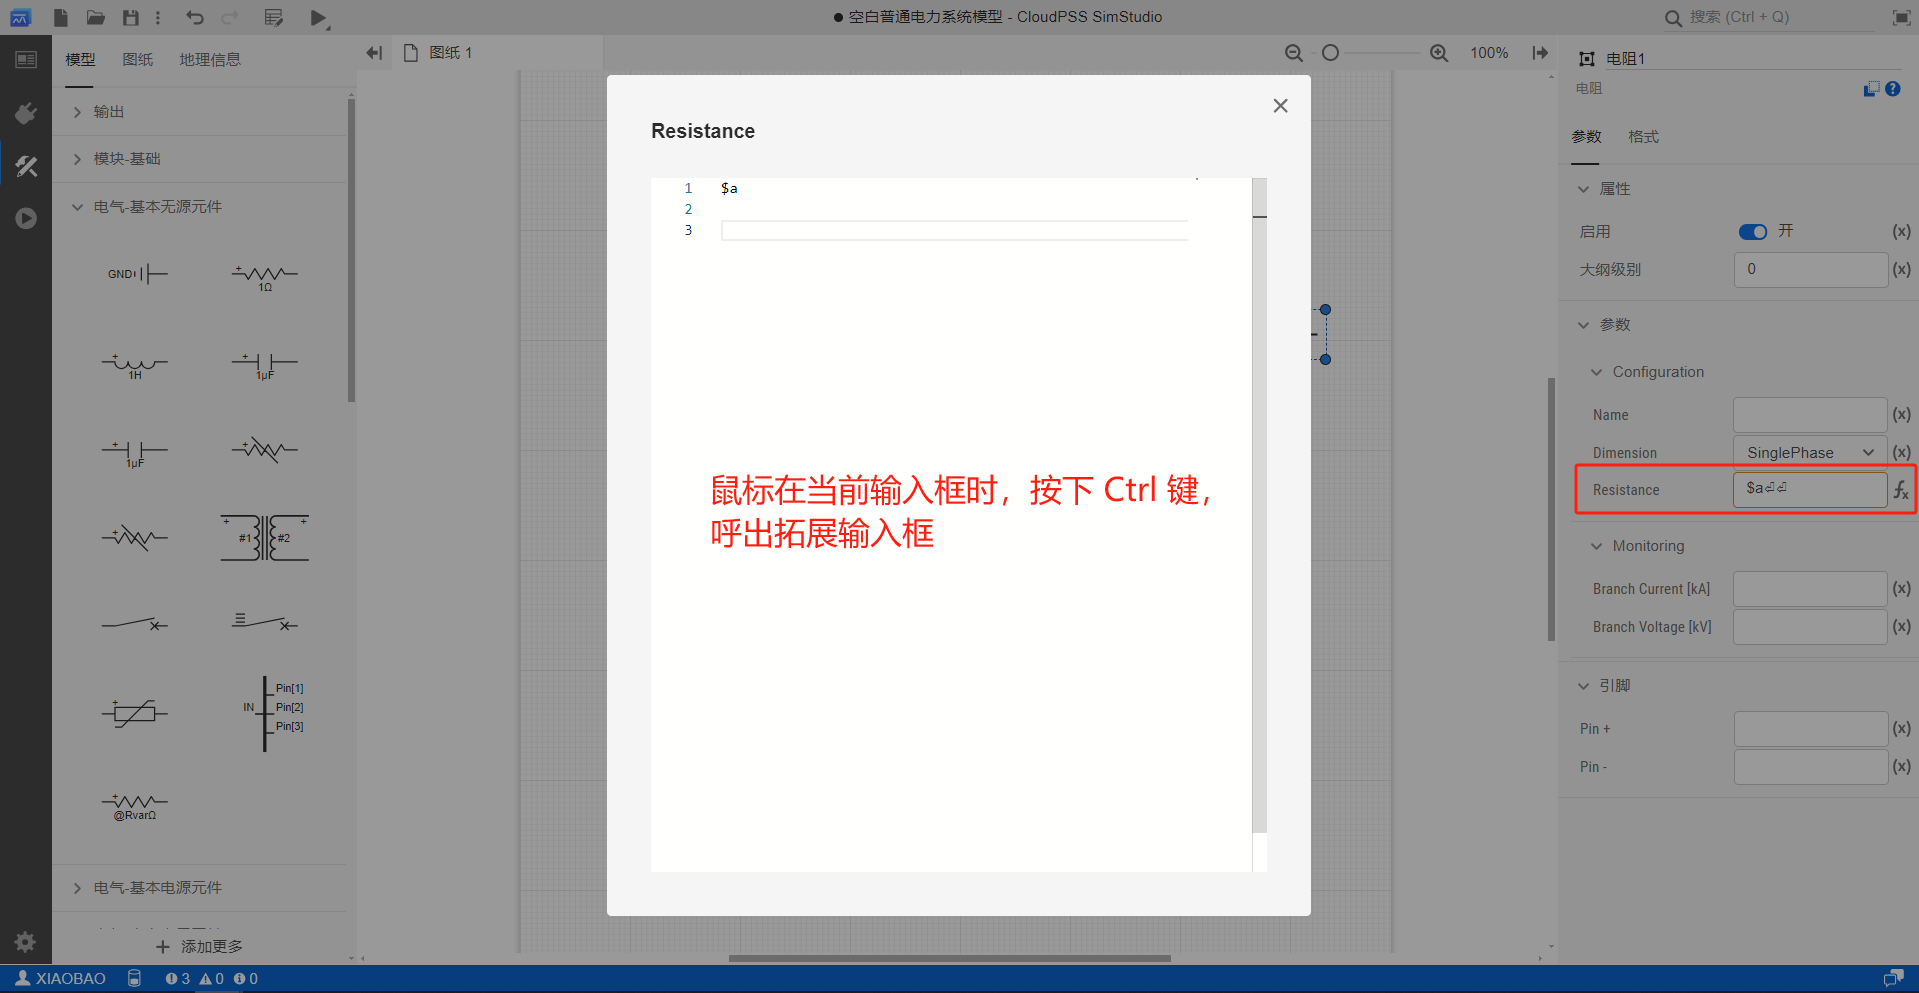 ● 空白普通电力系统模型 - CloudPSS SimStudio
搜索 (Ctrl + Q)
模型
图纸
地理信息
图纸 1
100%
输出
模块-基础
电气-基本无源元件
GND
+
1Ω
+
1H
+
1μF
+
1μF
+
+
+
#1
#2
+
+
IN
Pin[1]
Pin[2]
Pin[3]
+
@RvarΩ
电气-基本电源元件
添加更多
Resistance
1
$a
2
3
鼠标在当前输入框时，按下 Ctrl 键，
呼出拓展输入框
电阻1
电阻
参数
格式
属性
启用
开
(x)
大纲级别
0
(x)
参数
Configuration
Name
(x)
Dimension
SinglePhase
(x)
Resistance
$a⏎⏎
fx
Monitoring
Branch Current [kA]
(x)
Branch Voltage [kV]
(x)
引脚
Pin +
(x)
Pin -
(x)
XIAOBAO
3
0
0